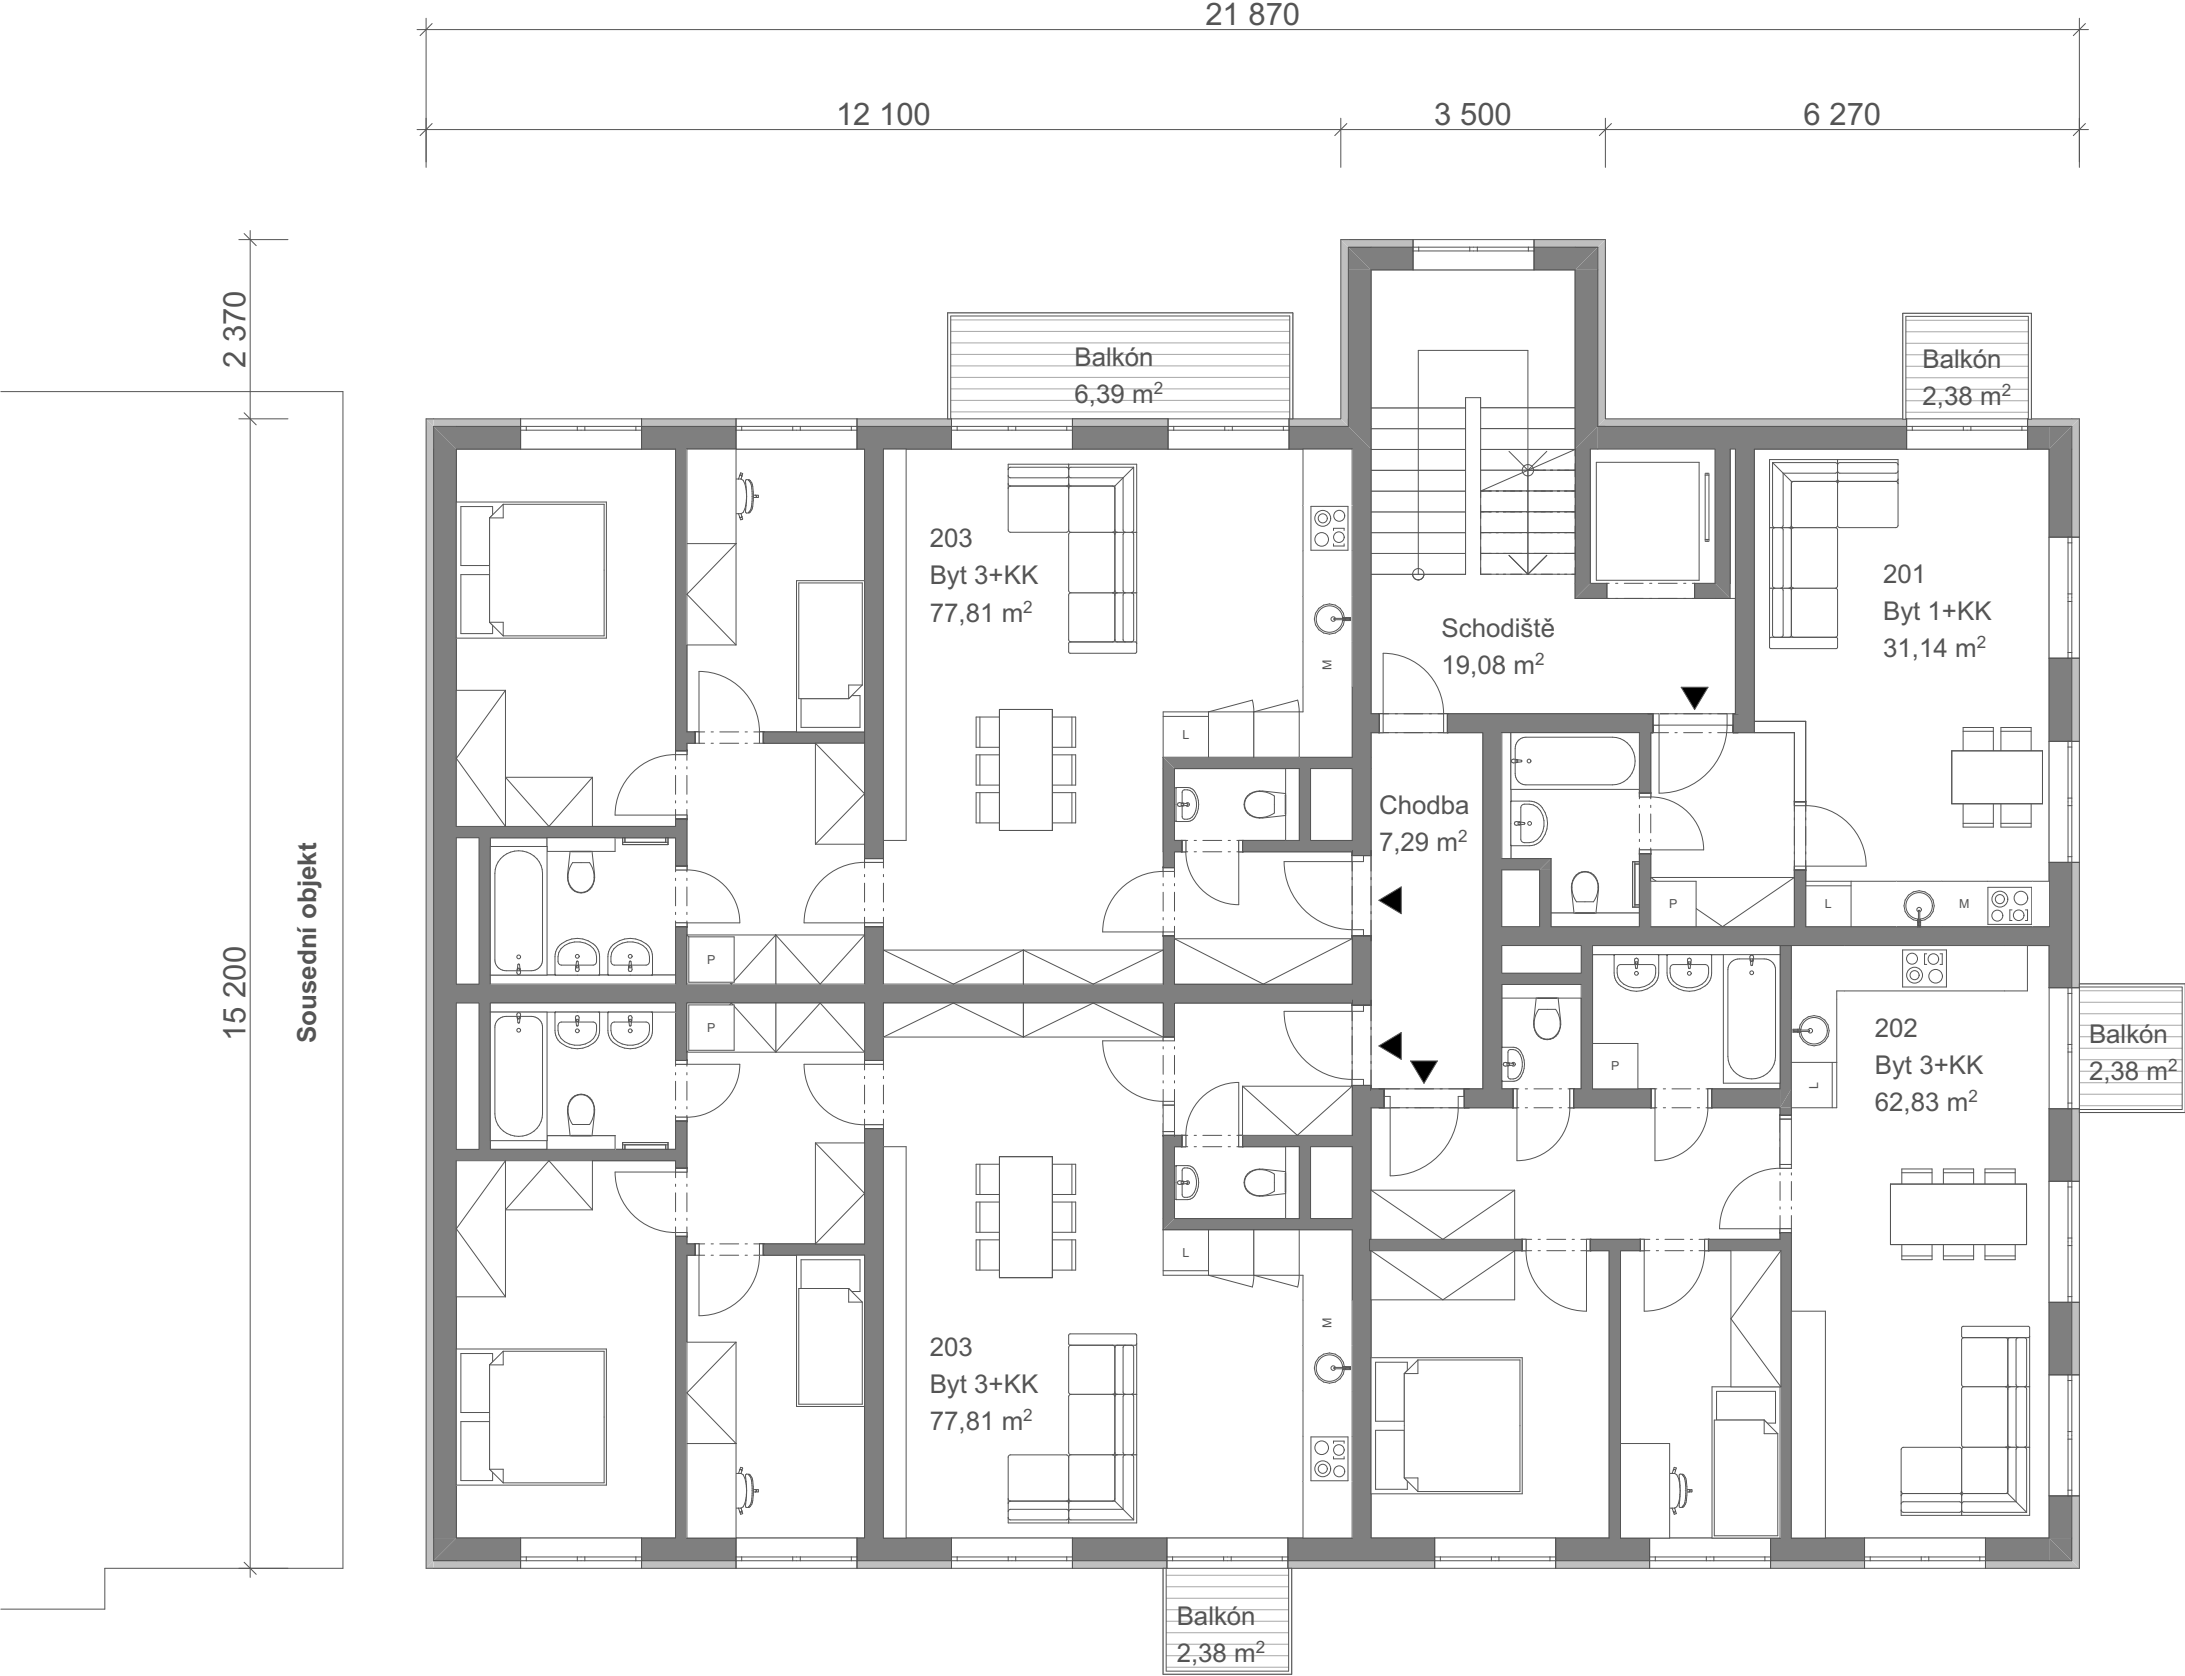 21 870
12 100
3 500
6 270
2 370
15 200
Sousední objekt
Balkón
6,39 m²
Balkón
2,38 m²
203
Byt 3+KK
77,81 m²
M
L
201
Byt 1+KK
31,14 m²
Schodiště
19,08 m²
Chodba
7,29 m²
P
P
L
M
P
P
L
202
Byt 3+KK
62,83 m²
Balkón
2,38 m²
203
Byt 3+KK
77,81 m²
L
M
Balkón
2,38 m²